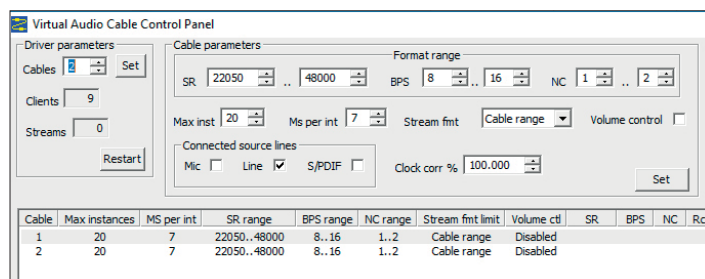 Virtual Audio Cable Control Panel
Driver parameters
Cables 2 Set
Clients 9
Streams 0
Restart
Cable parameters
Format range
SR 22050 .. 48000 BPS 8 .. 16 NC 1 .. 2
Max inst 20 Ms per int 7 Stream fmt Cable range Volume control
Connected source lines
Mic Line S/PDIF Clock corr % 100.000
Set
Cable Max instances MS per int SR range BPS range NC range Stream fmt limit Volume ctl SR BPS NC
1 20 7 22050..48000 8..16 1..2 Cable range Disabled
2 20 7 22050..48000 8..16 1..2 Cable range Disabled